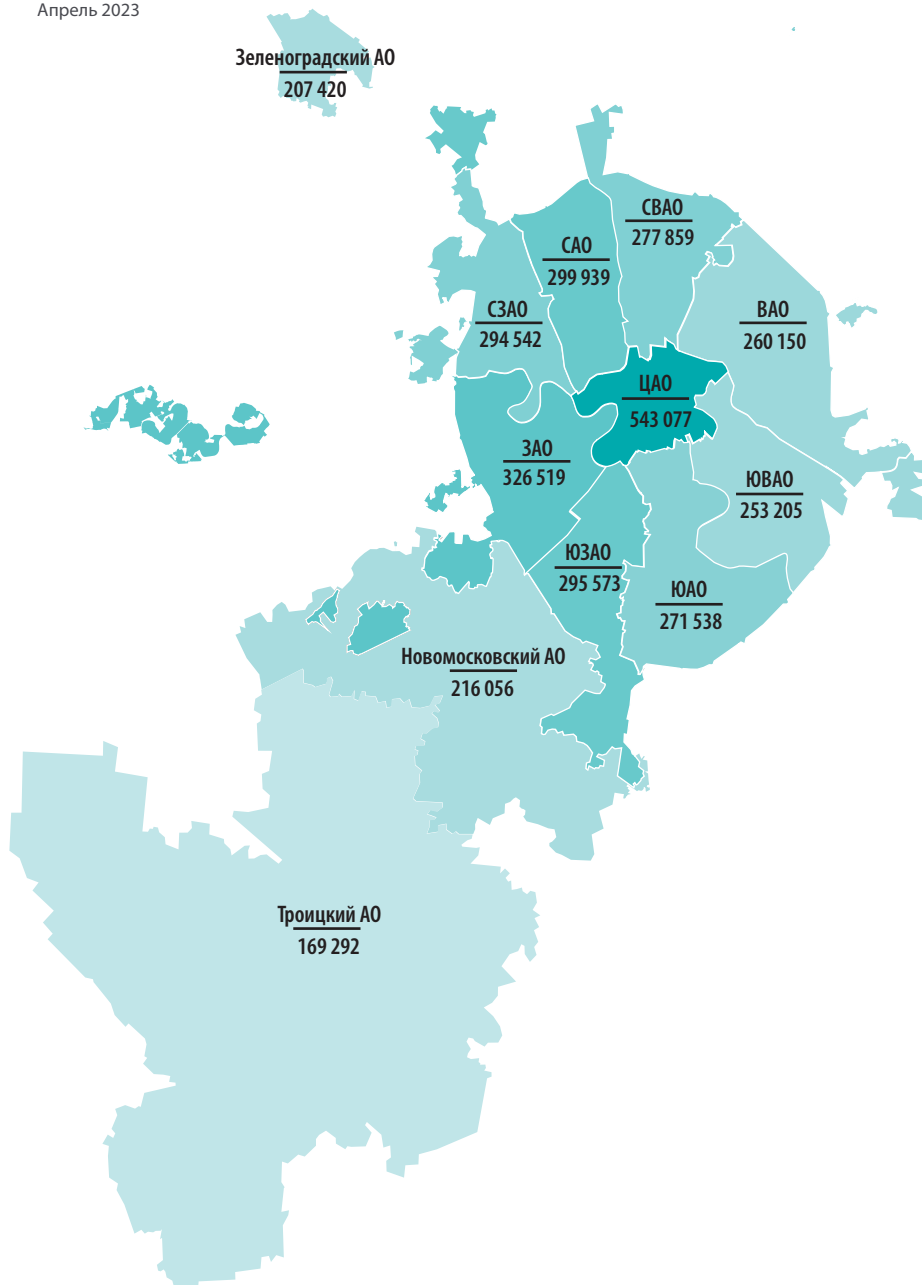 Апрель 2023
Зеленоградский АО
207 420
СВАО
277 859
САО
299 939
СЗАО
294 542
ВАО
260 150
ЦАО
543 077
ЗАО
326 519
ЮВАО
253 205
ЮЗАО
295 573
ЮАО
271 538
Новомосковский АО
216 056
Троицкий АО
169 292